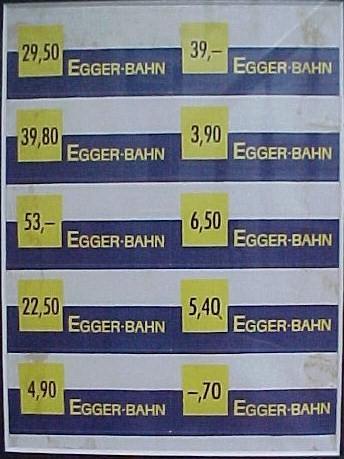 29,50 EGGER-BAHN
39,- EGGER-BAHN
39,80 EGGER-BAHN
3,90 EGGER-BAHN
53,- EGGER-BAHN
6,50 EGGER-BAHN
22,50 EGGER-BAHN
5,40 EGGER-BAHN
4,90 EGGER-BAHN
-,70 EGGER-BAHN